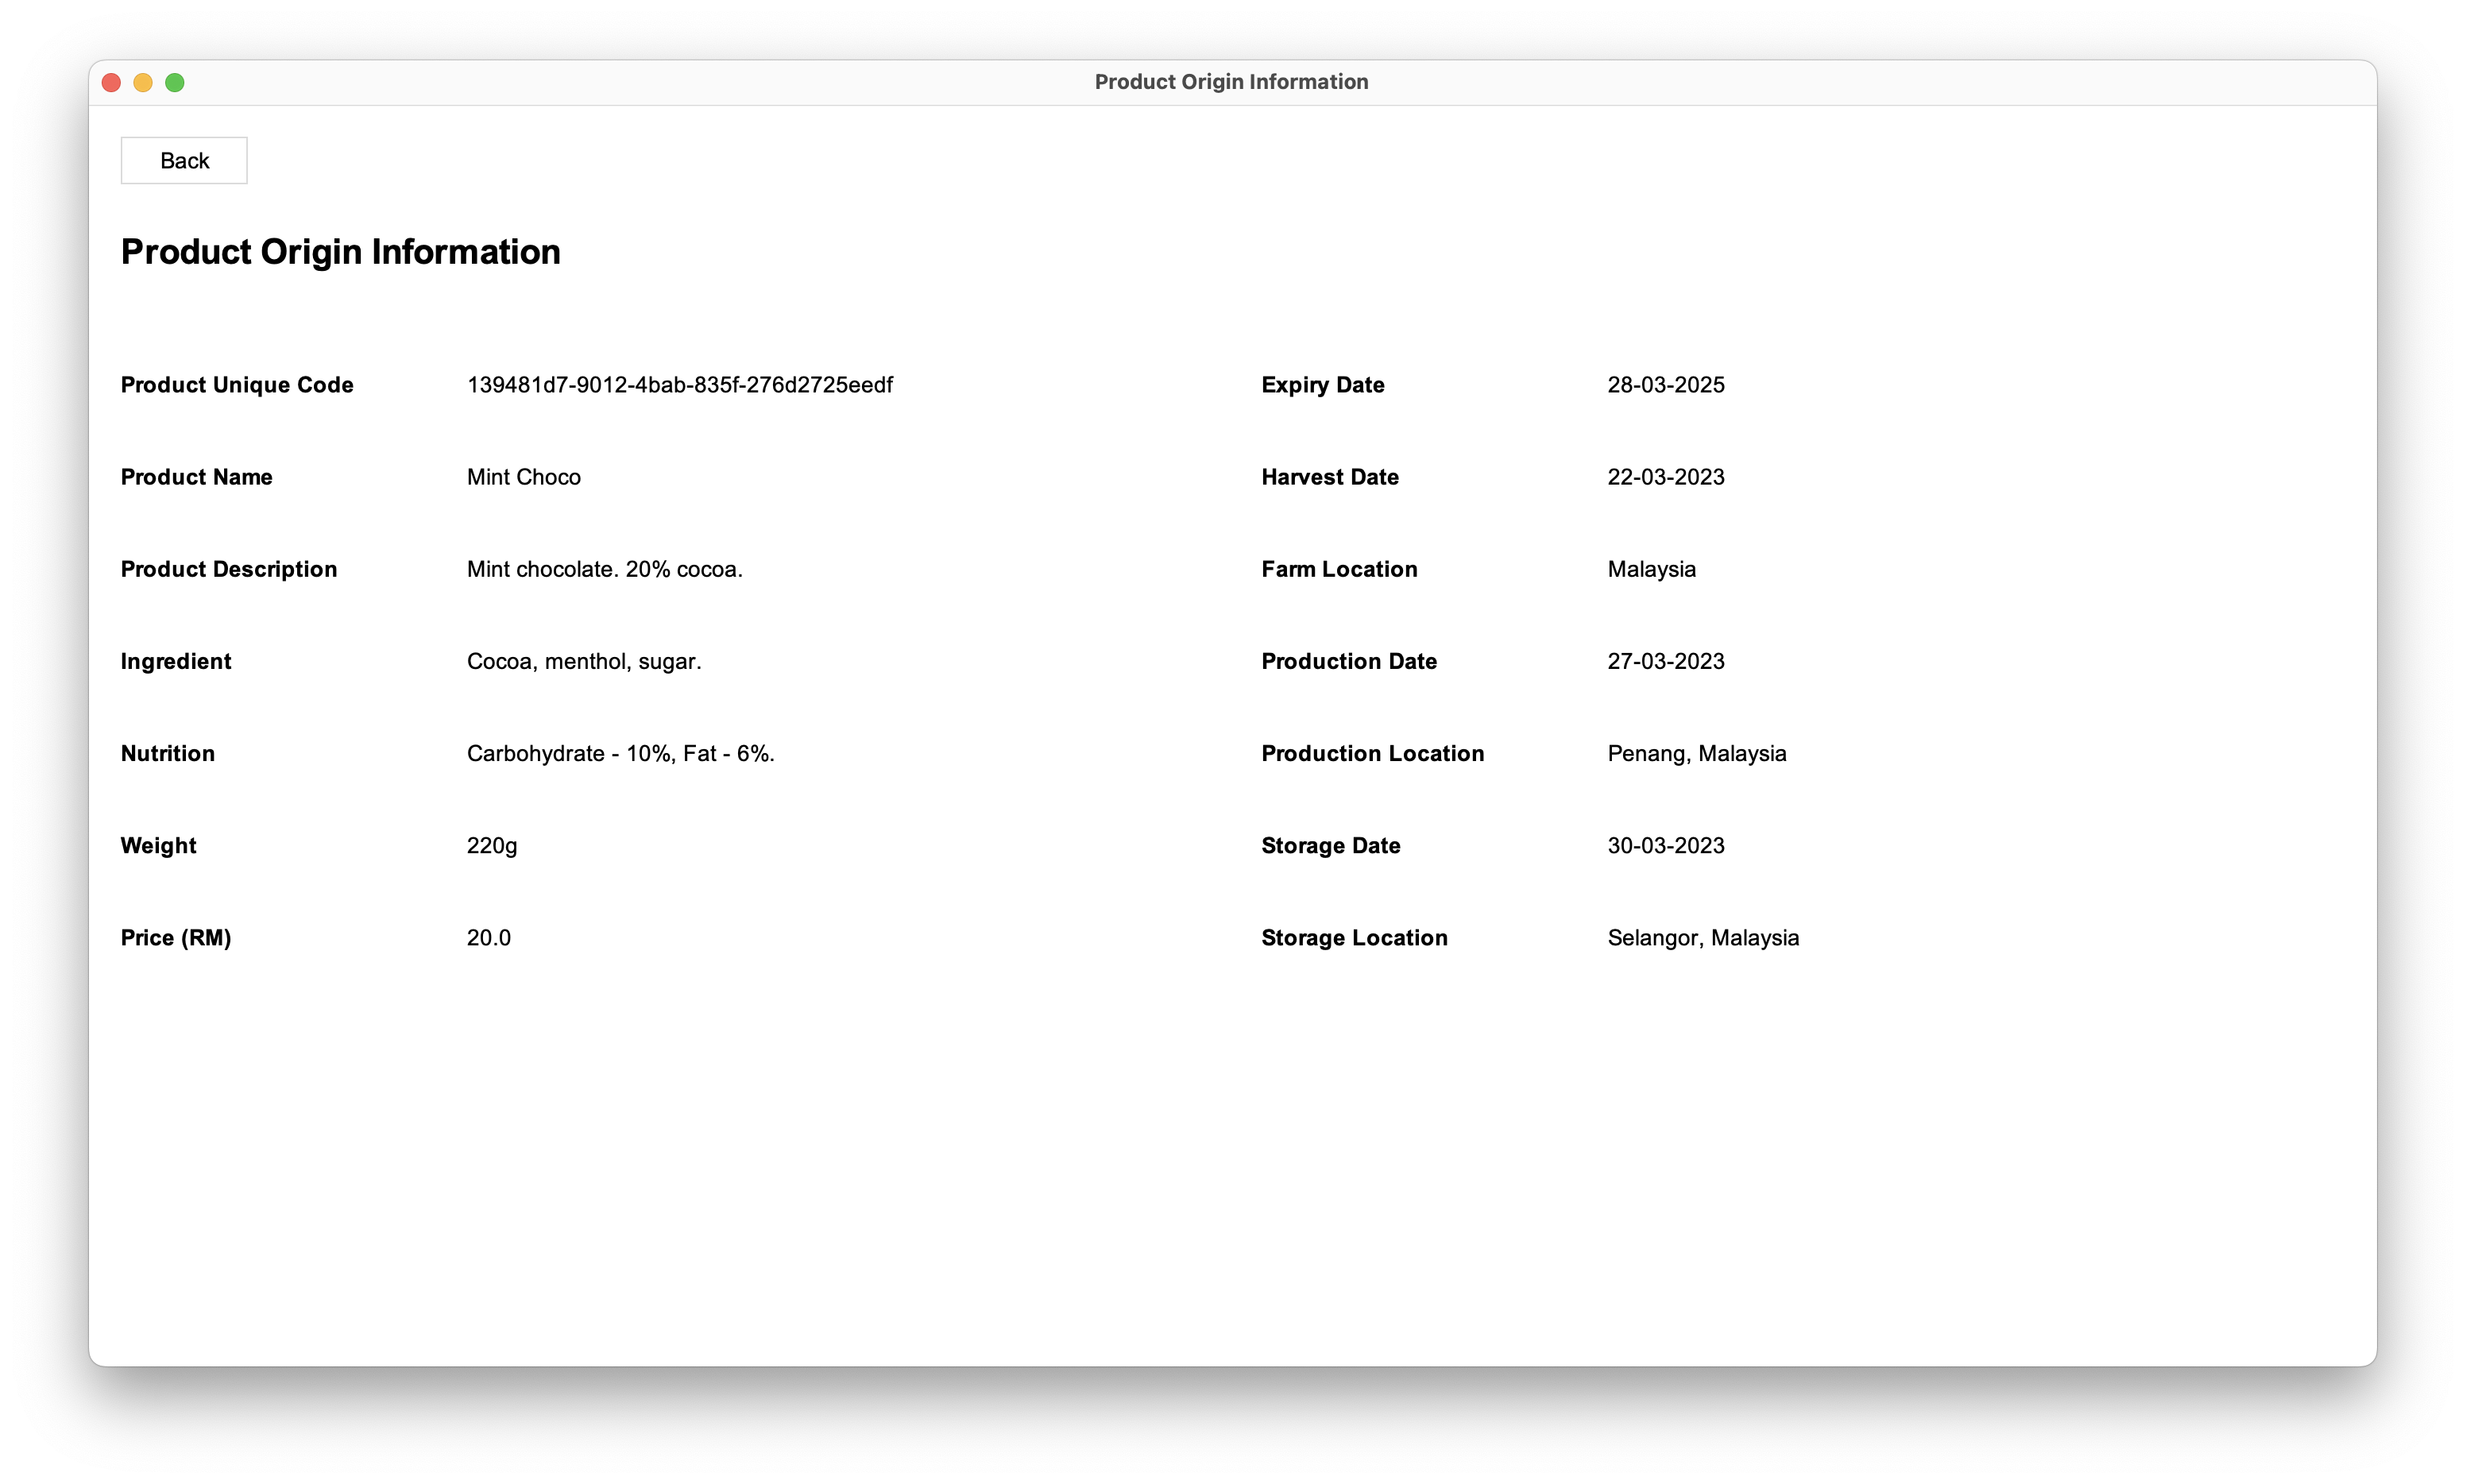 Product Origin Information
Back
Product Origin Information
Product Unique Code 139481d7-9012-4bab-835f-276d2725eedf Expiry Date 28-03-2025
Product Name Mint Choco Harvest Date 22-03-2023
Product Description Mint chocolate. 20% cocoa. Farm Location Malaysia
Ingredient Cocoa, menthol, sugar. Production Date 27-03-2023
Nutrition Carbohydrate - 10%, Fat - 6%. Production Location Penang, Malaysia
Weight 220g Storage Date 30-03-2023
Price (RM) 20.0 Storage Location Selangor, Malaysia